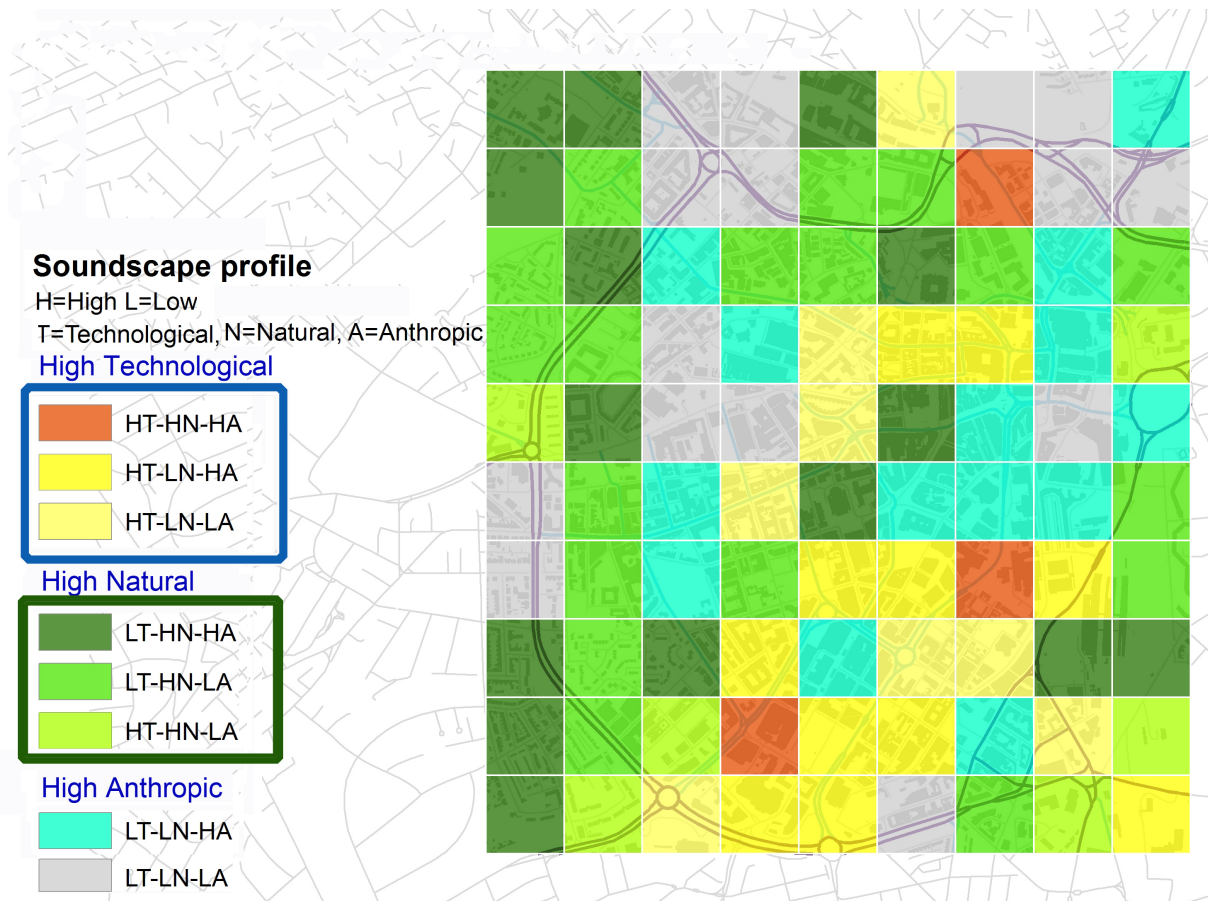 Soundscape profile
H=High L=Low
T=Technological, N=Natural, A=Anthropic
High Technological
HT-HN-HA
HT-LN-HA
HT-LN-LA
High Natural
LT-HN-HA
LT-HN-LA
HT-HN-LA
High Anthropic
LT-LN-HA
LT-LN-LA